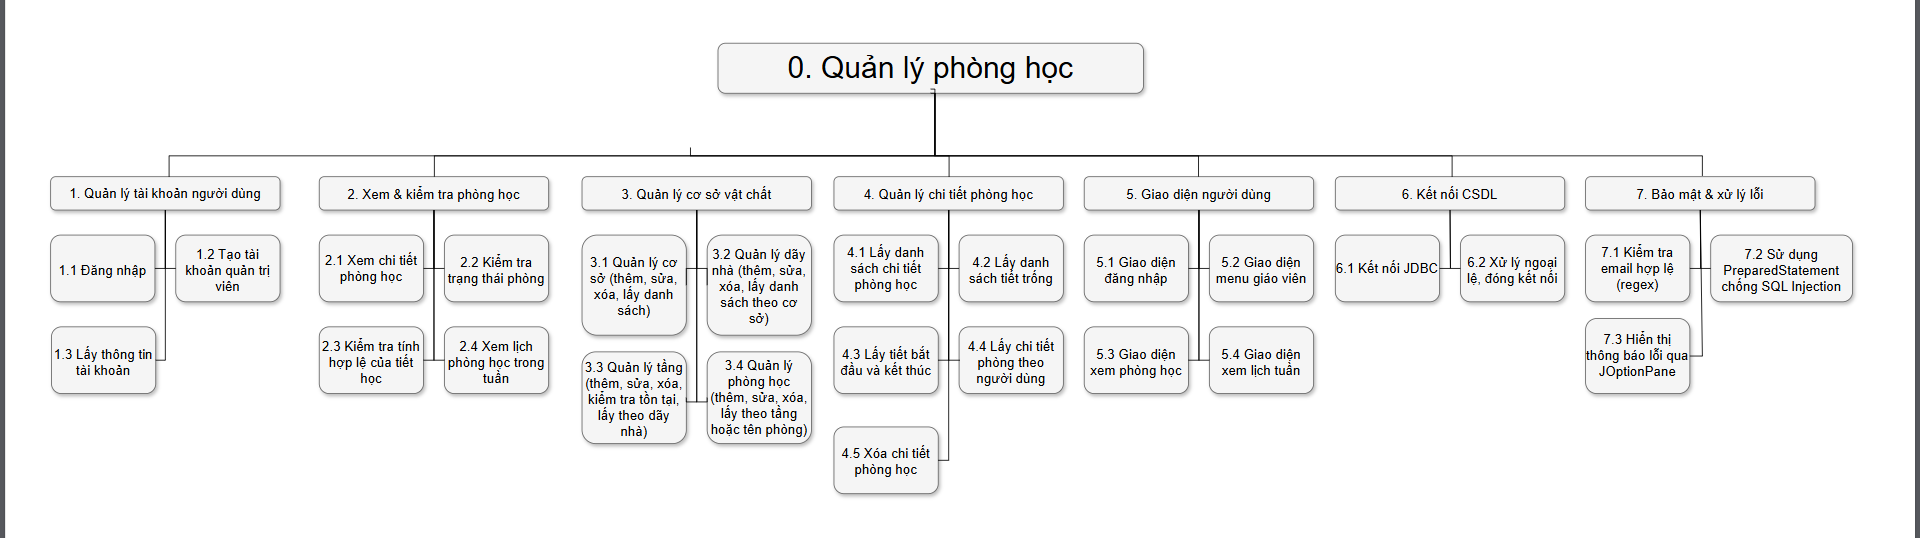 0. Quản lý phòng học
1. Quản lý tài khoản người dùng
1.1 Đăng nhập
1.2 Tạo tài
khoản quản trị
viên
1.3 Lấy thông tin
tài khoản
2. Xem & kiểm tra phòng học
2.1 Xem chi tiết
phòng học
2.2 Kiểm tra
trạng thái phòng
2.3 Kiểm tra tính
hợp lệ của tiết
học
2.4 Xem lịch
phòng học trong
tuần
3. Quản lý cơ sở vật chất
3.1 Quản lý cơ
sở (thêm, sửa,
xóa, lấy danh
sách)
3.2 Quản lý dãy
nhà (thêm, sửa,
xóa, lấy danh
sách theo cơ
sở)
3.3 Quản lý tầng
(thêm, sửa, xóa,
kiểm tra tồn tại,
lấy theo dãy
nhà)
3.4 Quản lý
phòng học
(thêm, sửa, xóa,
lấy theo tầng
hoặc tên phòng)
4. Quản lý chi tiết phòng học
4.1 Lấy danh
sách chi tiết
phòng học
4.2 Lấy danh
sách tiết trống
4.3 Lấy tiết bắt
đầu và kết thúc
4.4 Lấy chi tiết
phòng theo
người dùng
4.5 Xóa chi tiết
phòng học
5. Giao diện người dùng
5.1 Giao diện
đăng nhập
5.2 Giao diện
menu giáo viên
5.3 Giao diện
xem phòng học
5.4 Giao diện
xem lịch tuần
6. Kết nối CSDL
6.1 Kết nối JDBC
6.2 Xử lý ngoại
lệ, đóng kết nối
7. Bảo mật & xử lý lỗi
7.1 Kiểm tra
email hợp lệ
(regex)
7.2 Sử dụng
PreparedStatement
chống SQL Injection
7.3 Hiển thị
thông báo lỗi qua
JOptionPane